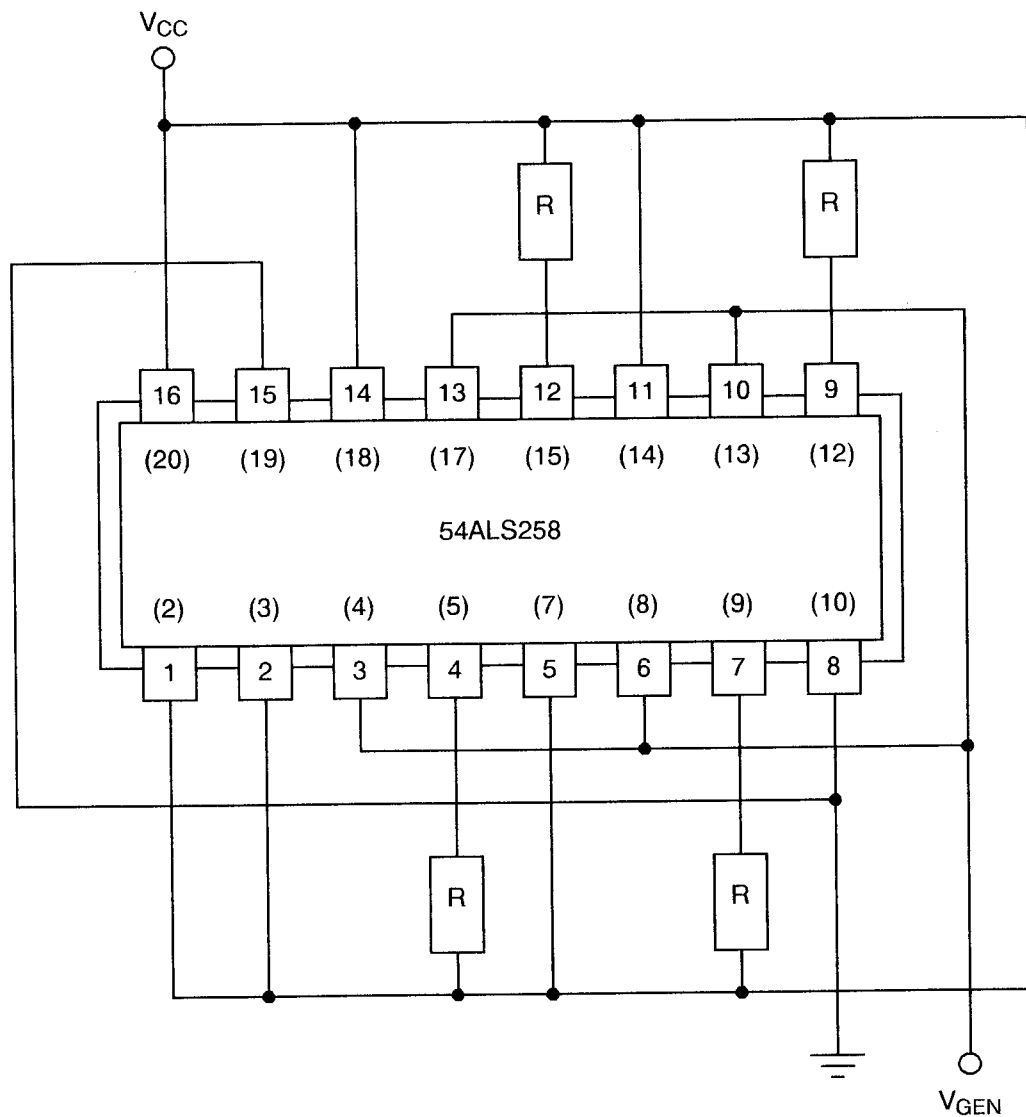 VCC
R R
16 15 14 13 12 11 10 9
(20) (19) (18) (17) (15) (14) (13) (12)
54ALS258
(2) (3) (4) (5) (7) (8) (9) (10)
1 2 3 4 5 6 7 8
R R
VGEN